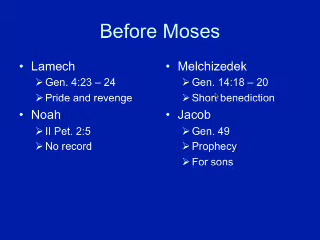 Before Moses
• Lamech
➢ Gen. 4:23 – 24
➢ Pride and revenge
• Noah
➢ II Pet. 2:5
➢ No record
• Melchizedek
➢ Gen. 14:18 – 20
➢ Short benediction
• Jacob
➢ Gen. 49
➢ Prophecy
➢ For sons